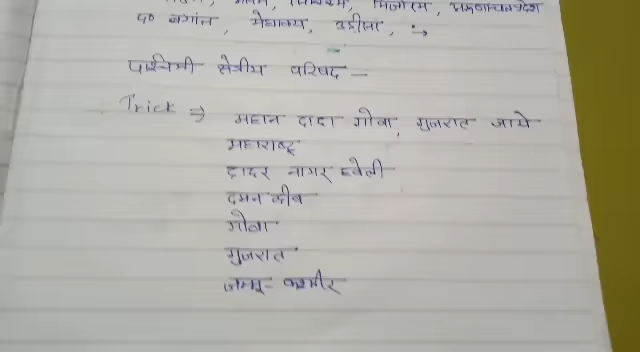 सिक्किम, मिजोरम, अरुणाचलप्रदेश
प० बंगाल, मेघालय, उड़ीसा,
पश्चिमी क्षेत्रीय परिषद -
Trick ⇒ महान दादा गोवा, गुजरात जाये
महाराष्ट्र
दादर नागर हवेली
दमन दीव
गोवा
गुजरात
जम्मू - कश्मीर